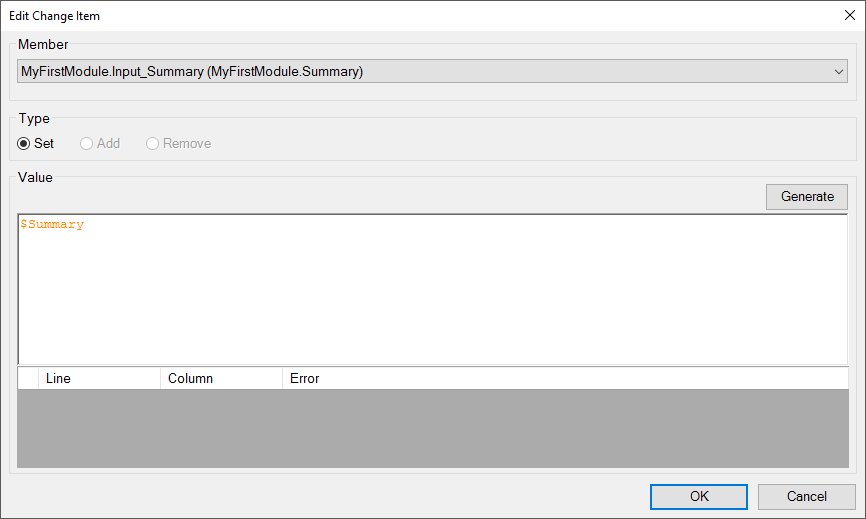 Edit Change Item
Member
MyFirstModule.Input_Summary (MyFirstModule.Summary)
Type
Set Add Remove
Value
Generate
$Summary
Line Column Error
OK Cancel